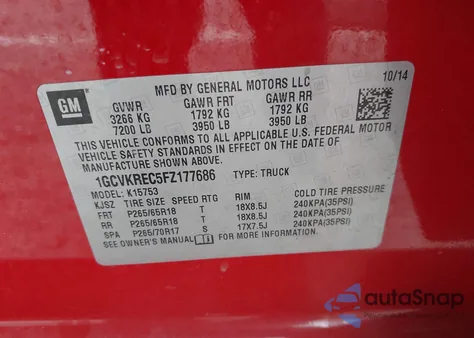 MFD BY GENERAL MOTORS LLC 10/14
GM
GVWR GAWR FRT GAWR RR
3266 KG 1792 KG 1792 KG
7200 LB 3950 LB 3950 LB
THIS VEHICLE CONFORMS TO ALL APPLICABLE U.S. FEDERAL MOTOR
VEHICLE SAFETY STANDARDS IN EFFECT ON THE DATE OF
MANUFACTURE SHOWN ABOVE.
1GCVKREC5FZ177686 TYPE: TRUCK
MODEL: K15753
KJSZ TIRE SIZE SPEED RTG RIM COLD TIRE PRESSURE
FRT P265/65R18 T 18X8.5J 240KPA(35PSI)
RR P265/65R18 T 18X8.5J 240KPA(35PSI)
SPA P265/70R17 S 17X7.5J 240KPA(35PSI)
SEE OWNER'S MANUAL FOR ADDITIONAL INFORMATION.
autoSnap